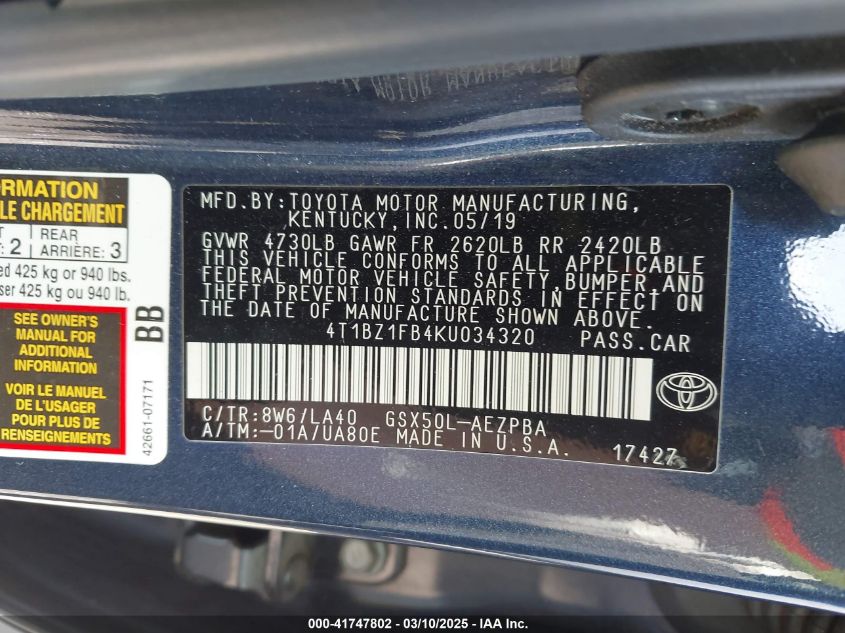 RMATION
LE CHARGEMENT
T
: 2
REAR
ARRIÈRE: 3
ed 425 kg or 940 lbs.
ser 425 kg ou 940 lb.
SEE OWNER'S
MANUAL FOR
ADDITIONAL
INFORMATION
VOIR LE MANUEL
DE L'USAGER
POUR PLUS DE
RENSEIGNEMENTS
BB
42661-07171
MFD.BY:TOYOTA MOTOR MANUFACTURING,
KENTUCKY,INC.05/19
GVWR 4730LB GAWR FR 2620LB RR 2420LB
THIS VEHICLE CONFORMS TO ALL APPLICABLE
FEDERAL MOTOR VEHICLE SAFETY,BUMPER,AND
THEFT PREVENTION STANDARDS IN EFFECT ON
THE DATE OF MANUFACTURE SHOWN ABOVE.
4T1BZ1FB4KU034320 PASS.CAR
C/TR:8W6/LA40 GSX50L-AEZPBA
A/TM:-01A/UA80E MADE IN U.S.A.
17427
TOYOTA
000-41747802 — 03/10/2025 — IAA Inc.